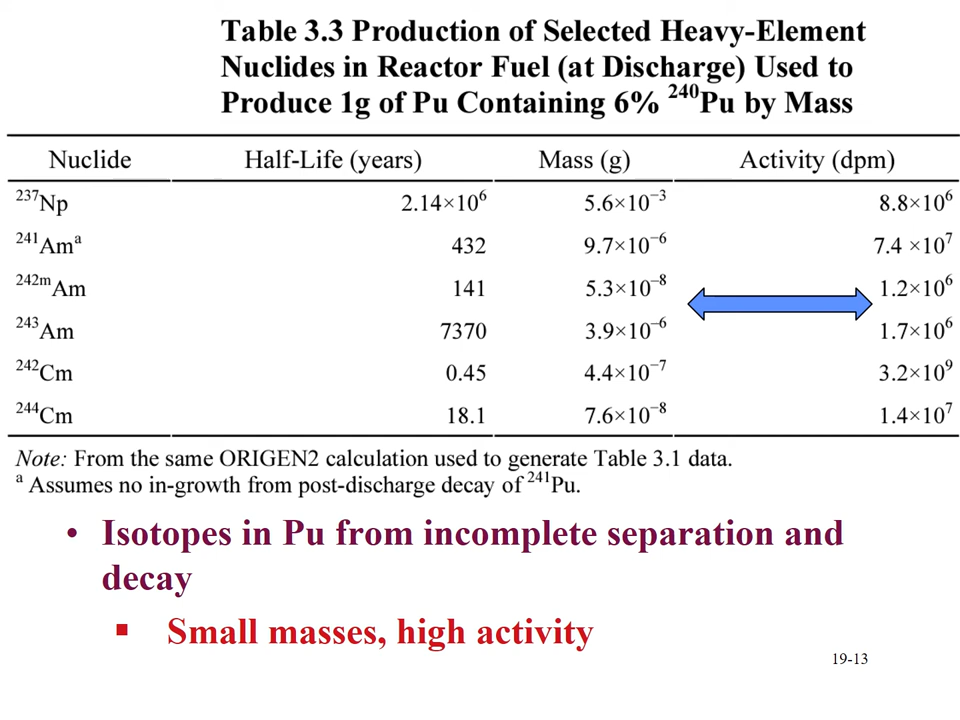 Table 3.3 Production of Selected Heavy-Element
Nuclides in Reactor Fuel (at Discharge) Used to
Produce 1g of Pu Containing 6% ²⁴⁰Pu by Mass
Nuclide Half-Life (years) Mass (g) Activity (dpm)
²³⁷Np 2.14×10⁶ 5.6×10⁻³ 8.8×10⁶
²⁴¹Amᵃ 432 9.7×10⁻⁶ 7.4 ×10⁷
²⁴²ᵐAm 141 5.3×10⁻⁸ 1.2×10⁶
²⁴³Am 7370 3.9×10⁻⁶ 1.7×10⁶
²⁴²Cm 0.45 4.4×10⁻⁷ 3.2×10⁹
²⁴⁴Cm 18.1 7.6×10⁻⁸ 1.4×10⁷
Note: From the same ORIGEN2 calculation used to generate Table 3.1 data.
ᵃ Assumes no in-growth from post-discharge decay of ²⁴¹Pu.
• Isotopes in Pu from incomplete separation and
decay
▪ Small masses, high activity
19-13